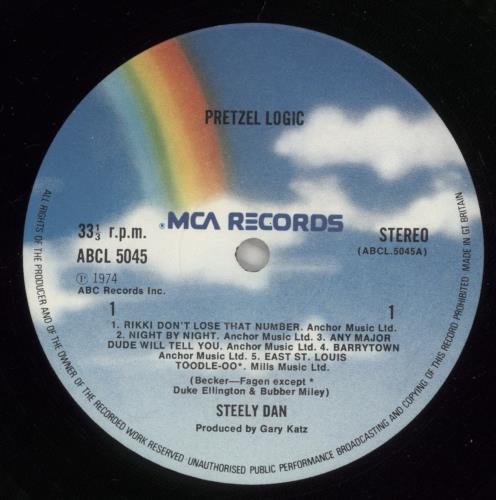 PRETZEL LOGIC
MCA RECORDS
33⅓ r.p.m.
ABCL 5045
STEREO
(ABCL.5045A)
℗ 1974
ABC Records Inc.
1
1
1. RIKKI DON'T LOSE THAT NUMBER. Anchor Music Ltd.
2. NIGHT BY NIGHT. Anchor Music Ltd. 3. ANY MAJOR
DUDE WILL TELL YOU. Anchor Music Ltd. 4. BARRYTOWN
Anchor Music Ltd. 5. EAST ST. LOUIS
TOODLE-OO*. Mills Music Ltd.
(Becker—Fagen except *
Duke Ellington & Bubber Miley)
STEELY DAN
Produced by Gary Katz
ALL RIGHTS OF THE PRODUCER AND OF THE OWNER OF THE RECORDED WORK RESERVED UNAUTHORISED PUBLIC PERFORMANCE BROADCASTING AND COPYING OF THIS RECORD PROHIBITED MADE IN GT BRITAIN